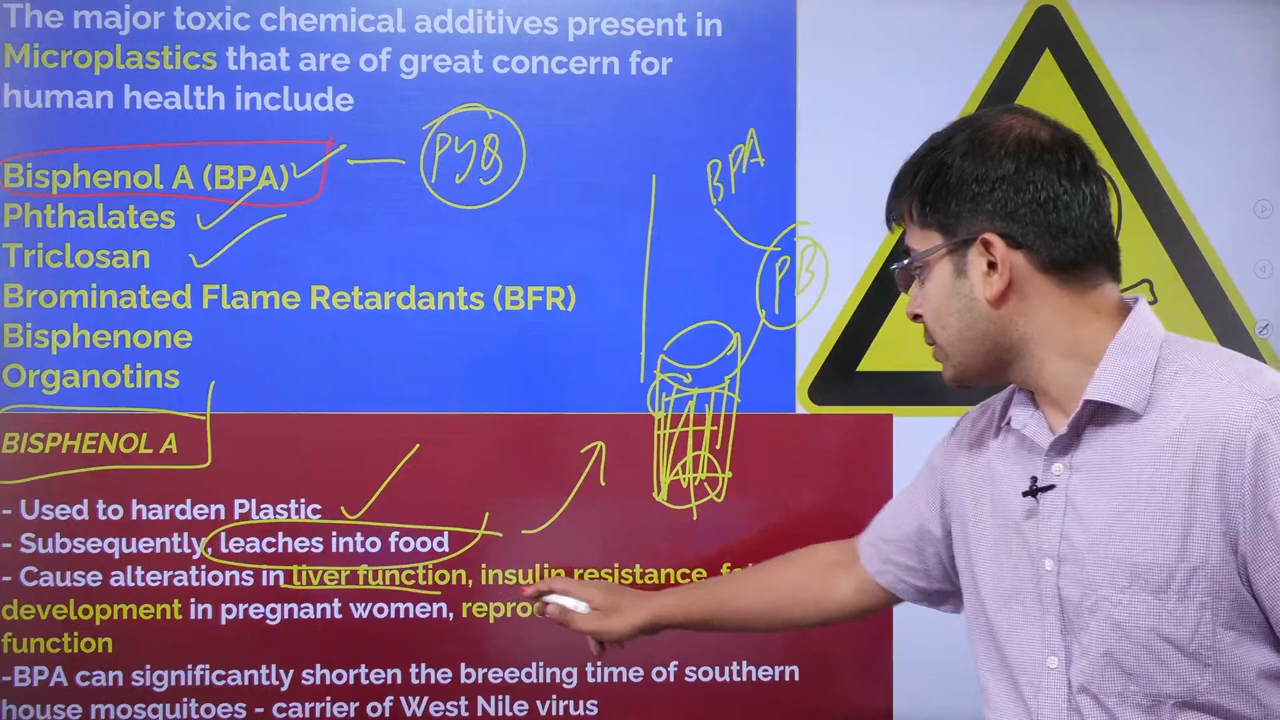 The major toxic chemical additives present in
Microplastics that are of great concern for
human health include
Bisphenol A (BPA)
PYQ
BPA
Phthalates
Triclosan
PB
Brominated Flame Retardants (BFR)
Bisphenone
Organotins
BISPHENOL A
- Used to harden Plastic
- Subsequently, leaches into food
- Cause alterations in liver function, insulin resistance,
development in pregnant women,
function
-BPA can significantly shorten the breeding time of southern
house mosquitoes - carrier of West Nile virus